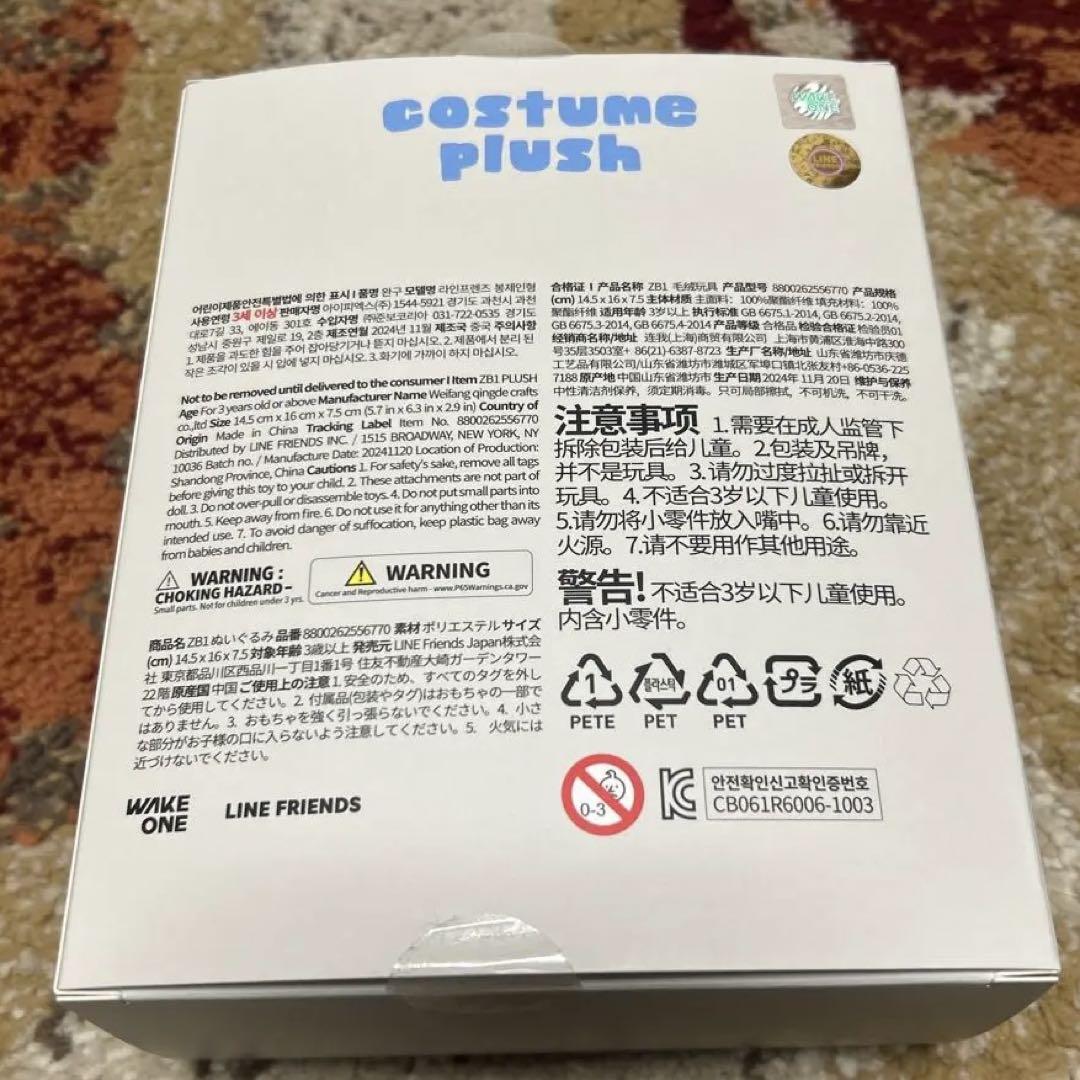 costume
plush
WAKE
ONE
LINE
어린이제품안전특별법에 의한 표시 I 품명 완구 모델명 라인프렌즈 봉제인형
사용연령 3세 이상 판매자명 아이피엑스(주) 1544-5921 경기도 과천시 과천
대로7길 33, 에이동 301호 수입자명 ㈜준보코리아 031-722-0535 경기도
성남시 중원구 제일로 19, 2층 제조연월 2024년 11월 제조국 중국 주의사항
1. 제품을 과도한 힘을 주어 잡아당기거나 뜯지 마십시오. 2. 제품에서 분리 된
작은 조각이 있을 시 입에 넣지 마십시오. 3. 화기에 가까이 하지 마십시오.
Not to be removed until delivered to the consumer I Item ZB1 PLUSH
Age For 3 years old or above Manufacturer Name Weifang qingde crafts
co.,ltd Size 14.5 cm x 16 cm x 7.5 cm (5.7 in x 6.3 in x 2.9 in) Country of
Origin Made in China Tracking Label Item No. 8800262556770
Distributed by LINE FRIENDS INC. / 1515 BROADWAY, NEW YORK, NY
10036 Batch no. / Manufacture Date: 20241120 Location of Production:
Shandong Province, China Cautions 1. For safety's sake, remove all tags
before giving this toy to your child. 2. These attachments are not part of
doll. 3. Do not over-pull or disassemble toys. 4. Do not put small parts into
mouth. 5. Keep away from fire. 6. Do not use it for anything other than its
intended use. 7. To avoid danger of suffocation, keep plastic bag away
from babies and children.
WARNING :
CHOKING HAZARD–
Small parts. Not for children under 3 yrs.
WARNING
Cancer and Reproductive harm - www.P65Warnings.ca.gov
商品名 ZB1 ぬいぐるみ 品番 8800262556770 素材 ポリエステル サイズ
(cm) 14.5 x 16 x 7.5 対象年齢 3歳以上 発売元 LINE Friends Japan株式会
社 東京都品川区西品川一丁目1番1号 住友不動産大崎ガーデンタワー
22階 原産国 中国 ご使用上の注意 1. 安全のため、すべてのタグを外し
てから使用してください。2. 付属品(包装やタグ)はおもちゃの一部で
はありません。3. おもちゃを強く引っ張らないでください。4. 小さ
な部分がお子様の口に入らないよう注意してください。5. 火気には
近づけないでください。
WAKE
ONE
LINE FRIENDS
合格证 I 产品名称 ZB1 毛绒玩具 产品型号 8800262556770 产品规格
(cm) 14.5 x 16 x 7.5 主体材质 主面料：100%聚酯纤维 填充材料：100%
聚酯纤维 适用年龄 3岁以上 执行标准 GB 6675.1-2014, GB 6675.2-2014,
GB 6675.3-2014, GB 6675.4-2014 产品等级 合格品 检验合格证 检验员01
经销商名称/地址 连我(上海)商贸有限公司 上海市黄浦区淮海中路300
号35层3503室+ 86(21)-6387-8723 生产厂名称/地址 山东省潍坊市庆德
工艺品有限公司/山东省潍坊市潍城区军埠口镇北张友村+86-0536-225
7188 原产地 中国山东省潍坊市 生产日期 2024年 11月 20日 维护与保养
中性清洁剂保养，须定期消毒。只可局部擦拭，不可机洗，不可干洗。
注意事项 1.需要在成人监管下
拆除包装后给儿童。2.包装及吊牌，
并不是玩具。3.请勿过度拉扯或拆开
玩具。4.不适合3岁以下儿童使用。
5.请勿将小零件放入嘴中。6.请勿靠近
火源。7.请不要用作其他用途。
警告! 不适合3岁以下儿童使用。
内含小零件。
1 플라스틱 01 プラ 紙
PETE PET PET
0-3
안전확인신고확인증번호
CB061R6006-1003